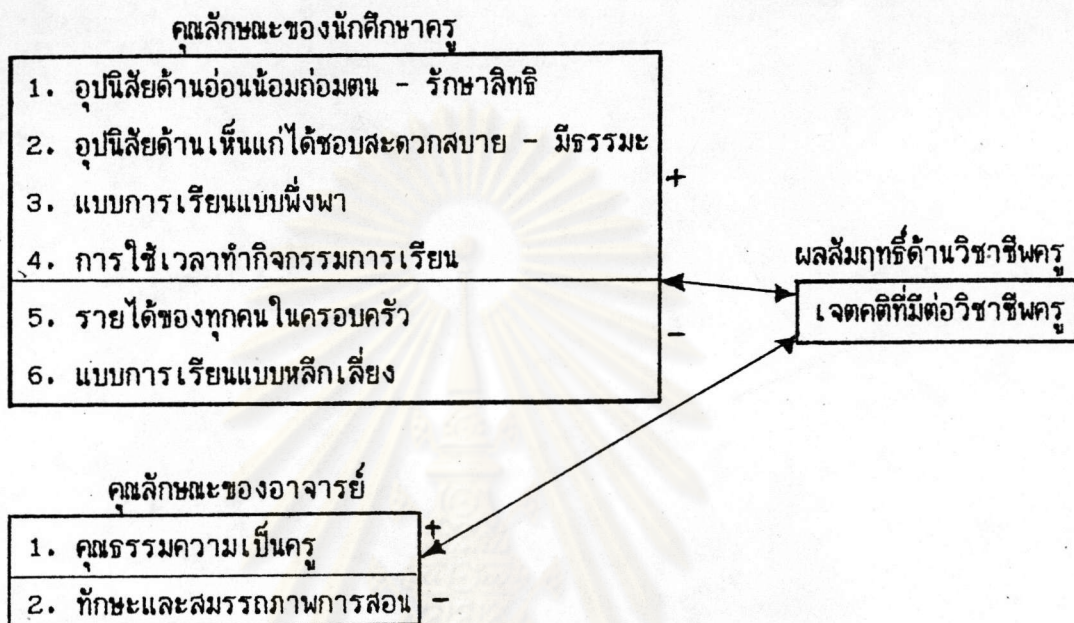 คุณลักษณะของนักศึกษาครู
1. อุปนิสัยด้านอ่อนน้อมถ่อมตน - รักษาสิทธิ
2. อุปนิสัยด้านเห็นแก่ได้ชอบสะดวกสบาย - มีธรรมะ
+
3. แบบการเรียนแบบพึ่งพา
4. การใช้เวลาทำกิจกรรมการเรียน
ผลสัมฤทธิ์ด้านวิชาชีพครู
เจตคติที่มีต่อวิชาชีพครู
5. รายได้ของทุกคนในครอบครัว
-
6. แบบการเรียนแบบหลีกเลี่ยง
คุณลักษณะของอาจารย์
1. คุณธรรมความเป็นครู +
2. ทักษะและสมรรถภาพการสอน -